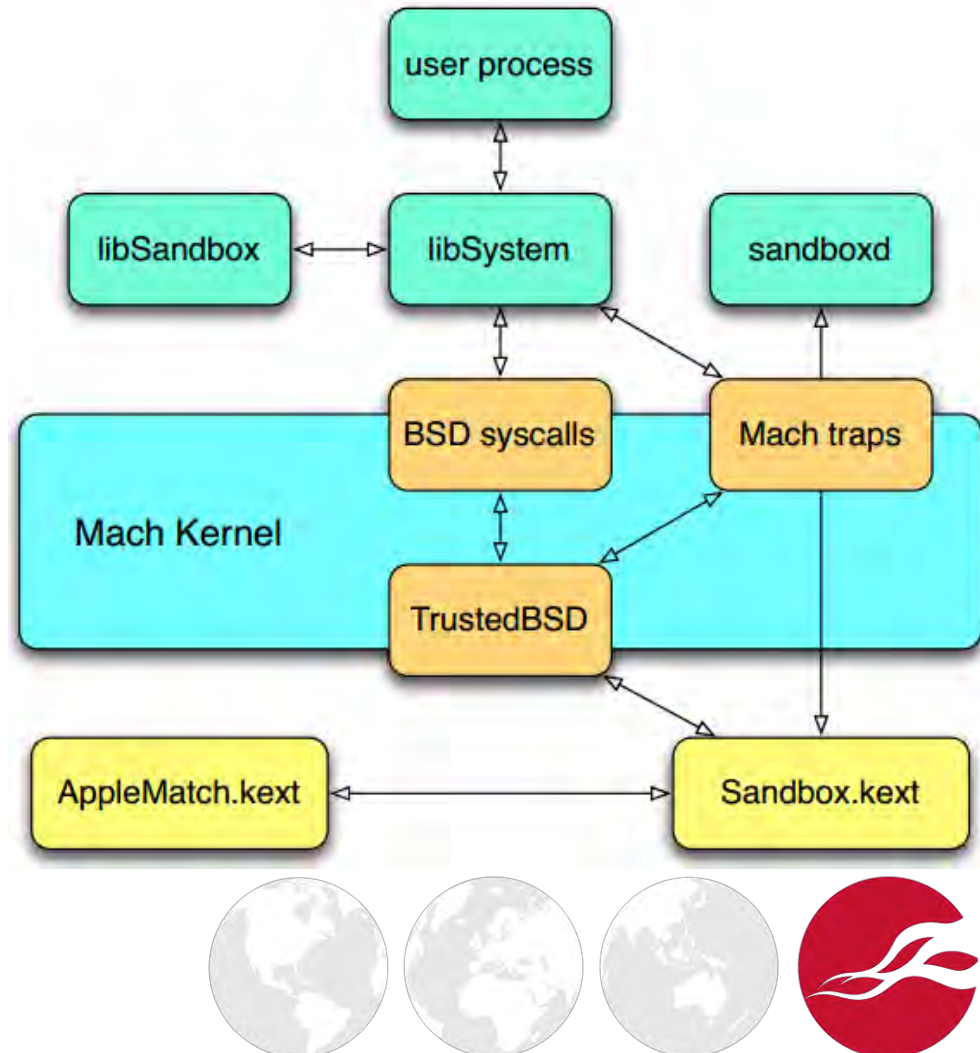 user process
libSandbox
libSystem
sandboxd
BSD syscalls
Mach traps
Mach Kernel
TrustedBSD
AppleMatch.kext
Sandbox.kext